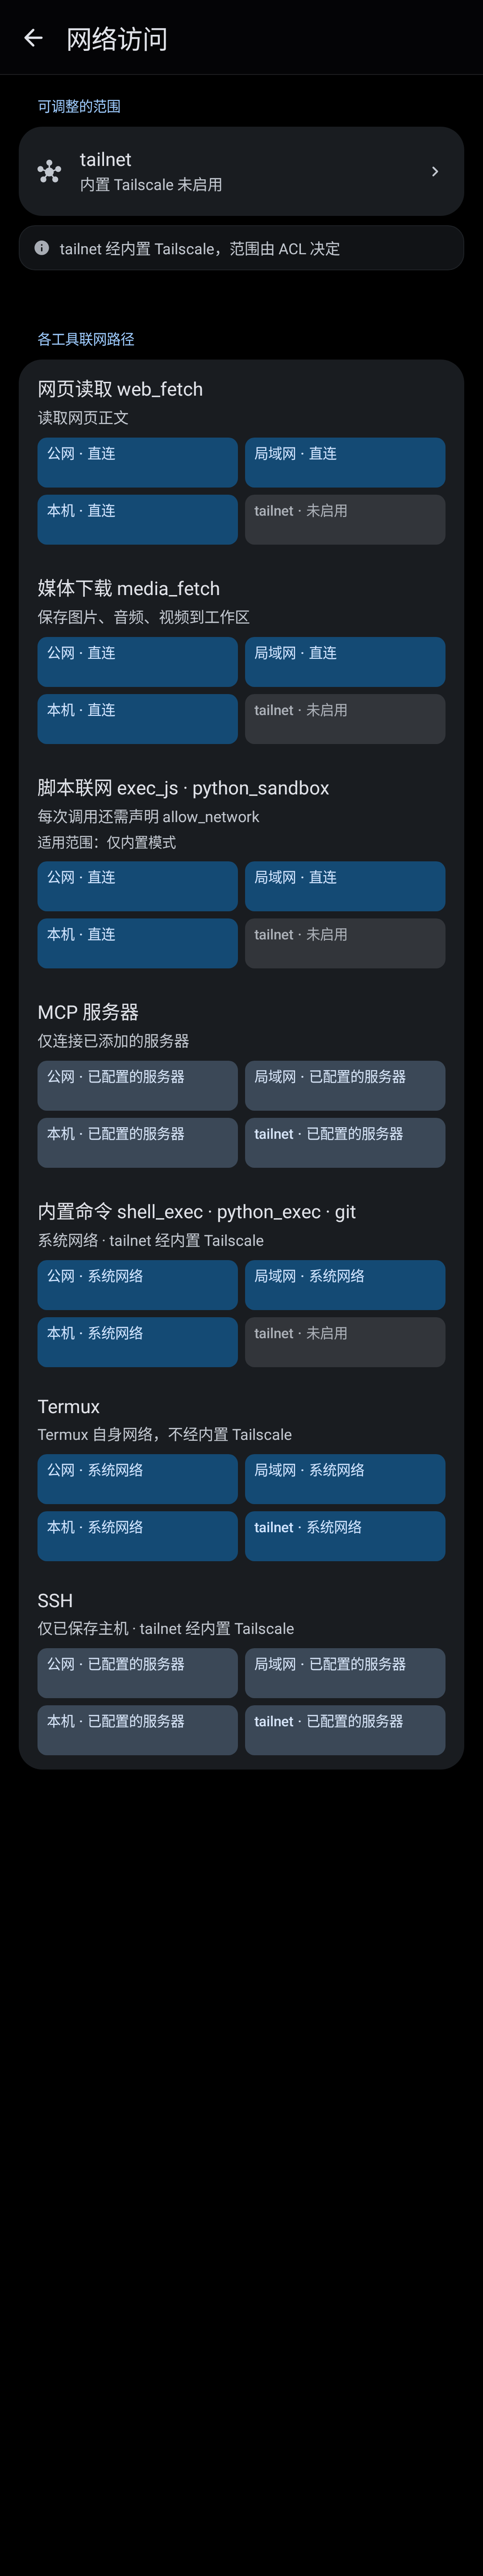 网络访问
可调整的范围
tailnet
内置 Tailscale 未启用
tailnet 经内置 Tailscale，范围由 ACL 决定
各工具联网路径
网页读取 web_fetch
读取网页正文
公网 · 直连
局域网 · 直连
本机 · 直连
tailnet · 未启用
媒体下载 media_fetch
保存图片、音频、视频到工作区
公网 · 直连
局域网 · 直连
本机 · 直连
tailnet · 未启用
脚本联网 exec_js · python_sandbox
每次调用还需声明 allow_network
适用范围：仅内置模式
公网 · 直连
局域网 · 直连
本机 · 直连
tailnet · 未启用
MCP 服务器
仅连接已添加的服务器
公网 · 已配置的服务器
局域网 · 已配置的服务器
本机 · 已配置的服务器
tailnet · 已配置的服务器
内置命令 shell_exec · python_exec · git
系统网络 · tailnet 经内置 Tailscale
公网 · 系统网络
局域网 · 系统网络
本机 · 系统网络
tailnet · 未启用
Termux
Termux 自身网络，不经内置 Tailscale
公网 · 系统网络
局域网 · 系统网络
本机 · 系统网络
tailnet · 系统网络
SSH
仅已保存主机 · tailnet 经内置 Tailscale
公网 · 已配置的服务器
局域网 · 已配置的服务器
本机 · 已配置的服务器
tailnet · 已配置的服务器